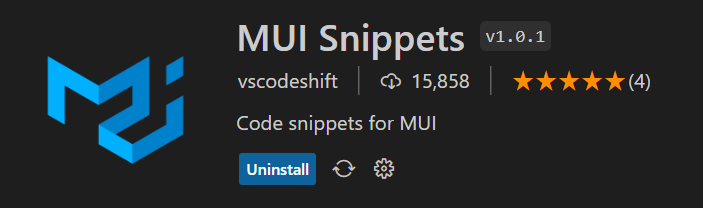 MUI Snippets v1.0.1
vscodeshift 15,858 (4)
Code snippets for MUI
Uninstall